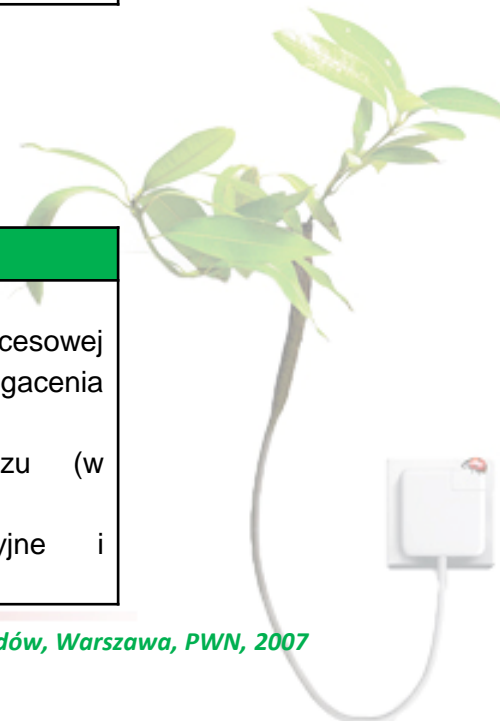 cesowej
gacenia
zu (w
yjne i
dów, Warszawa, PWN, 2007